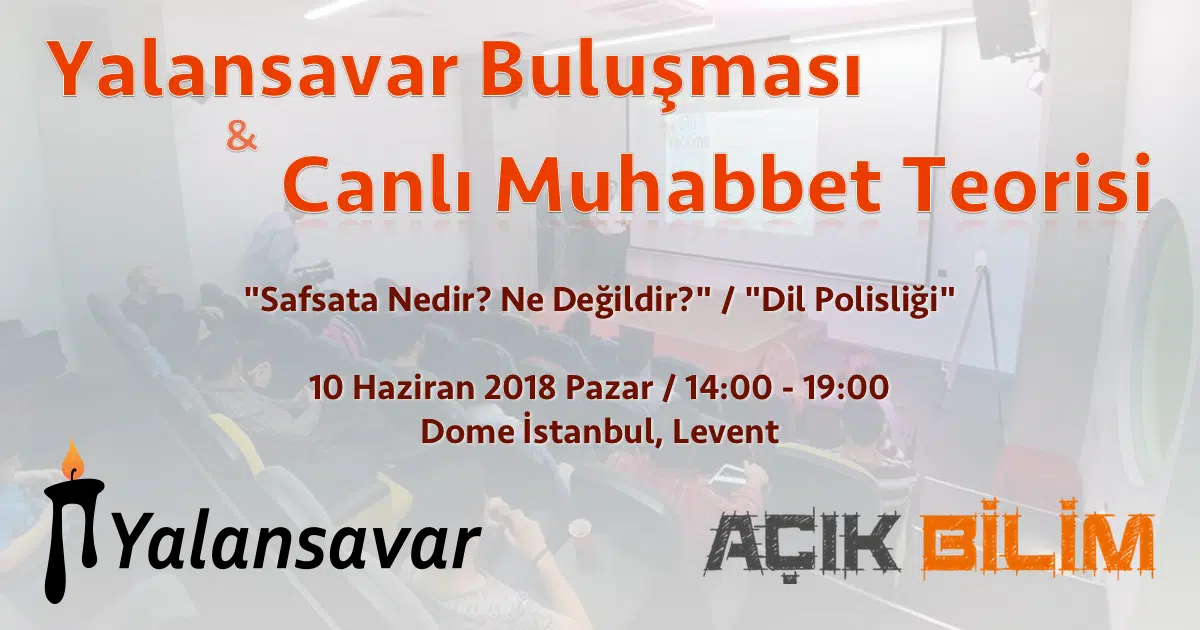 Yalansavar Buluşması
&
Canlı Muhabbet Teorisi
"Safsata Nedir? Ne Değildir?" / "Dil Polisliği"
10 Haziran 2018 Pazar / 14:00 - 19:00
Dome İstanbul, Levent
Yalansavar
AÇIK BİLİM